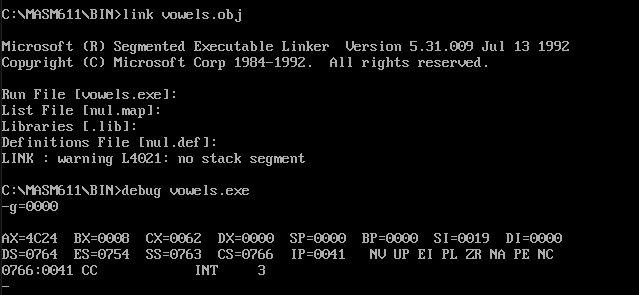 C:\MASM611\BIN>link vowels.obj
Microsoft (R) Segmented Executable Linker  Version 5.31.009 Jul 13 1992
Copyright (C) Microsoft Corp 1984-1992.  All rights reserved.
Run File [vowels.exe]:
List File [nul.map]:
Libraries [.lib]:
Definitions File [nul.def]:
LINK : warning L4021: no stack segment
C:\MASM611\BIN>debug vowels.exe
-g=0000
AX=4C24  BX=0008  CX=0062  DX=0000  SP=0000  BP=0000  SI=0019  DI=0000
DS=0764  ES=0754  SS=0763  CS=0766  IP=0041   NV UP EI PL ZR NA PE NC
0766:0041 CC            INT     3
-